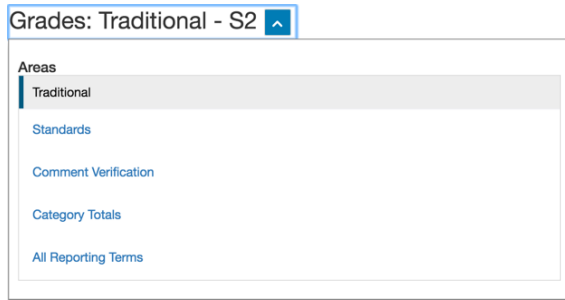 Grades: Traditional - S2
Areas
Traditional
Standards
Comment Verification
Category Totals
All Reporting Terms